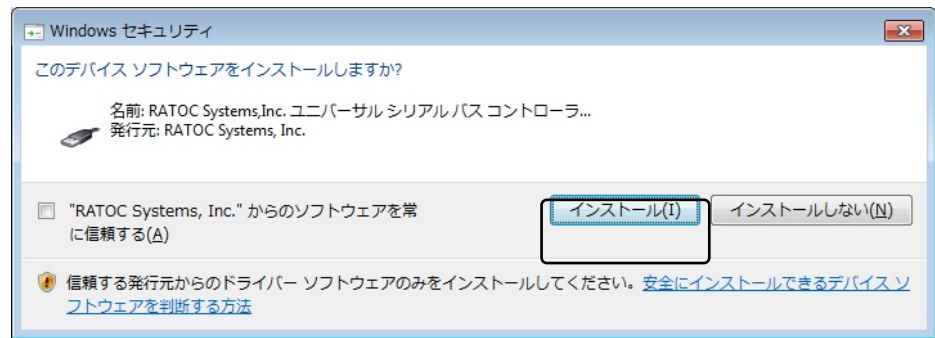 Windows セキュリティ
このデバイス ソフトウェアをインストールしますか?
名前: RATOC Systems,Inc. ユニバーサル シリアル バス コントローラ...
発行元: RATOC Systems, Inc.
"RATOC Systems, Inc." からのソフトウェアを常
に信頼する(A)
インストール(I)
インストールしない(N)
信頼する発行元からのドライバー ソフトウェアのみをインストールしてください。安全にインストールできるデバイス ソ
フトウェアを判断する方法